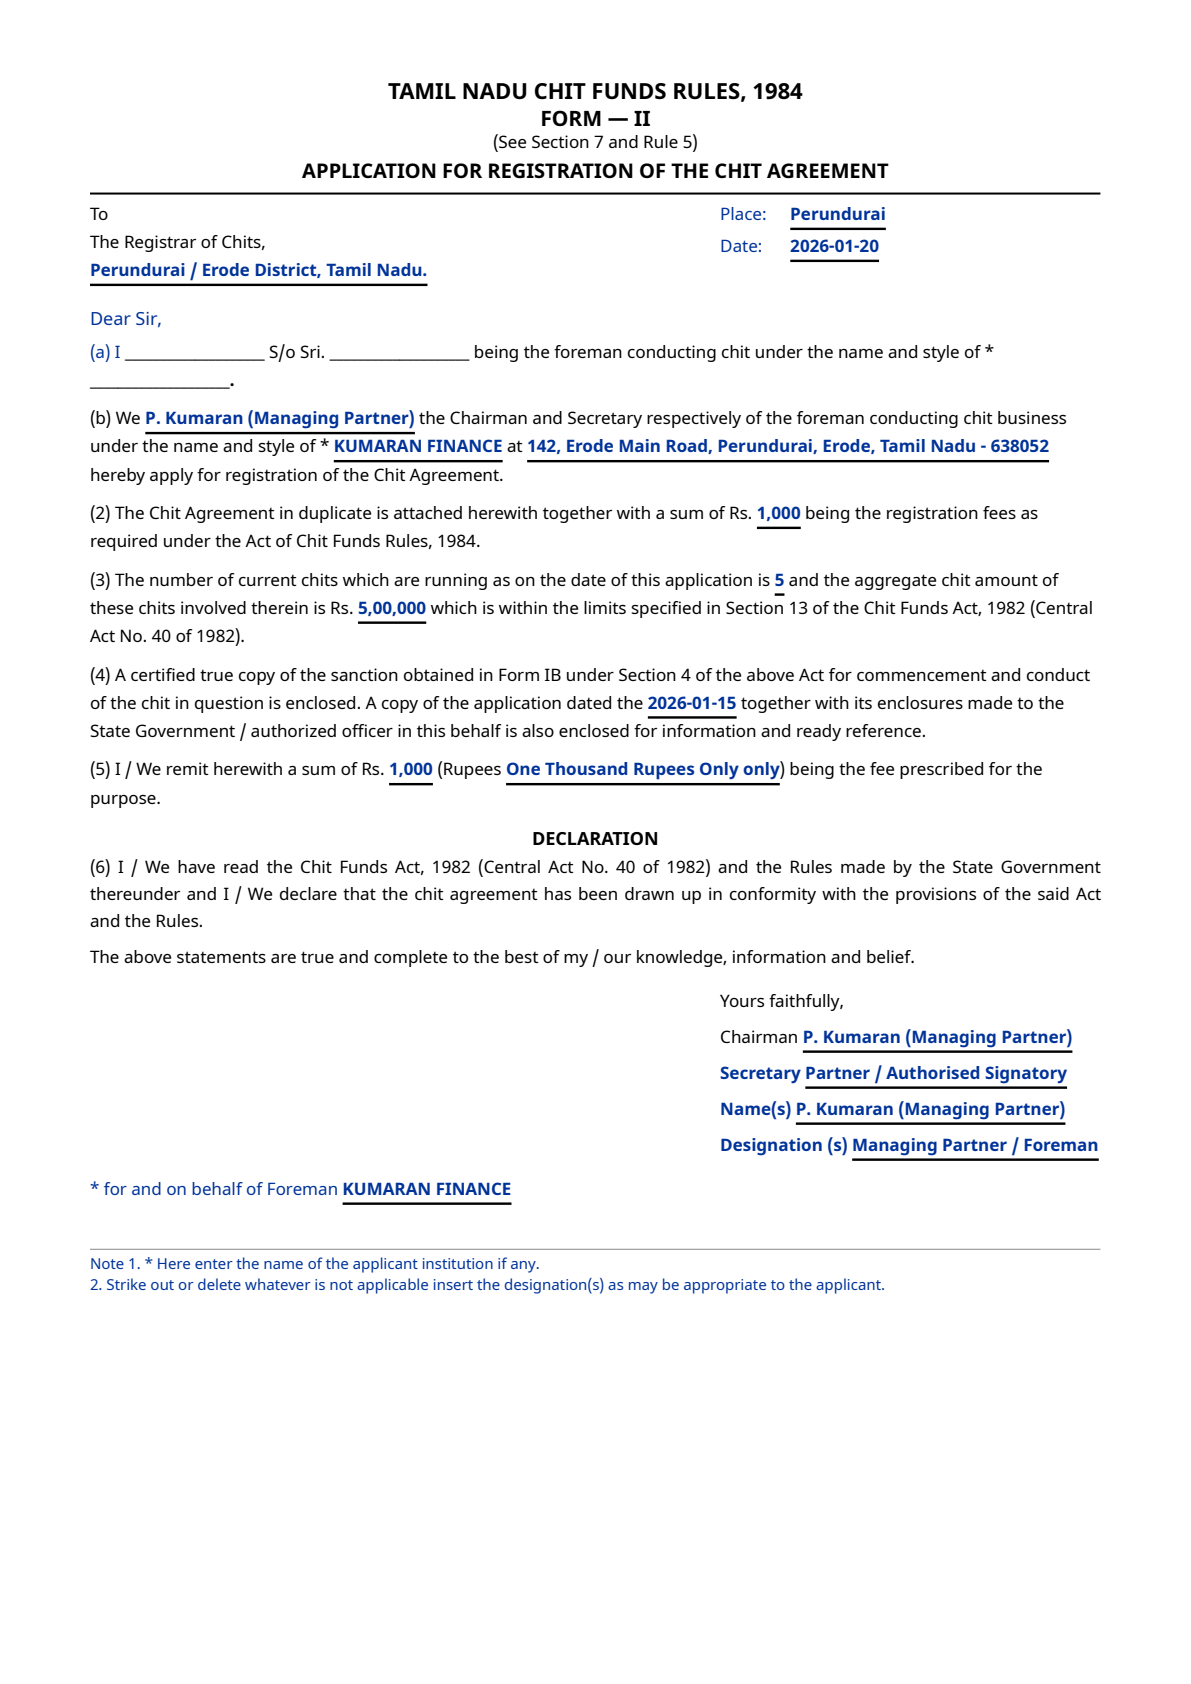 TAMIL NADU CHIT FUNDS RULES, 1984
FORM — II
(See Section 7 and Rule 5)
APPLICATION FOR REGISTRATION OF THE CHIT AGREEMENT
To
The Registrar of Chits,
Perundurai / Erode District, Tamil Nadu.
Place: Perundurai
Date: 2026-01-20
Dear Sir,
(a) I _________________ S/o Sri. _________________ being the foreman conducting chit under the name and style of *
_________________.
(b) We P. Kumaran (Managing Partner) the Chairman and Secretary respectively of the foreman conducting chit business
under the name and style of * KUMARAN FINANCE at 142, Erode Main Road, Perundurai, Erode, Tamil Nadu - 638052
hereby apply for registration of the Chit Agreement.
(2) The Chit Agreement in duplicate is attached herewith together with a sum of Rs. 1,000 being the registration fees as
required under the Act of Chit Funds Rules, 1984.
(3) The number of current chits which are running as on the date of this application is 5 and the aggregate chit amount of
these chits involved therein is Rs. 5,00,000 which is within the limits specified in Section 13 of the Chit Funds Act, 1982 (Central
Act No. 40 of 1982).
(4) A certified true copy of the sanction obtained in Form IB under Section 4 of the above Act for commencement and conduct
of the chit in question is enclosed. A copy of the application dated the 2026-01-15 together with its enclosures made to the
State Government / authorized officer in this behalf is also enclosed for information and ready reference.
(5) I / We remit herewith a sum of Rs. 1,000 (Rupees One Thousand Rupees Only only) being the fee prescribed for the
purpose.
DECLARATION
(6) I / We have read the Chit Funds Act, 1982 (Central Act No. 40 of 1982) and the Rules made by the State Government
thereunder and I / We declare that the chit agreement has been drawn up in conformity with the provisions of the said Act
and the Rules.
The above statements are true and complete to the best of my / our knowledge, information and belief.
Yours faithfully,
Chairman P. Kumaran (Managing Partner)
Secretary Partner / Authorised Signatory
Name(s) P. Kumaran (Managing Partner)
Designation (s) Managing Partner / Foreman
* for and on behalf of Foreman KUMARAN FINANCE
Note 1. * Here enter the name of the applicant institution if any.
2. Strike out or delete whatever is not applicable insert the designation(s) as may be appropriate to the applicant.